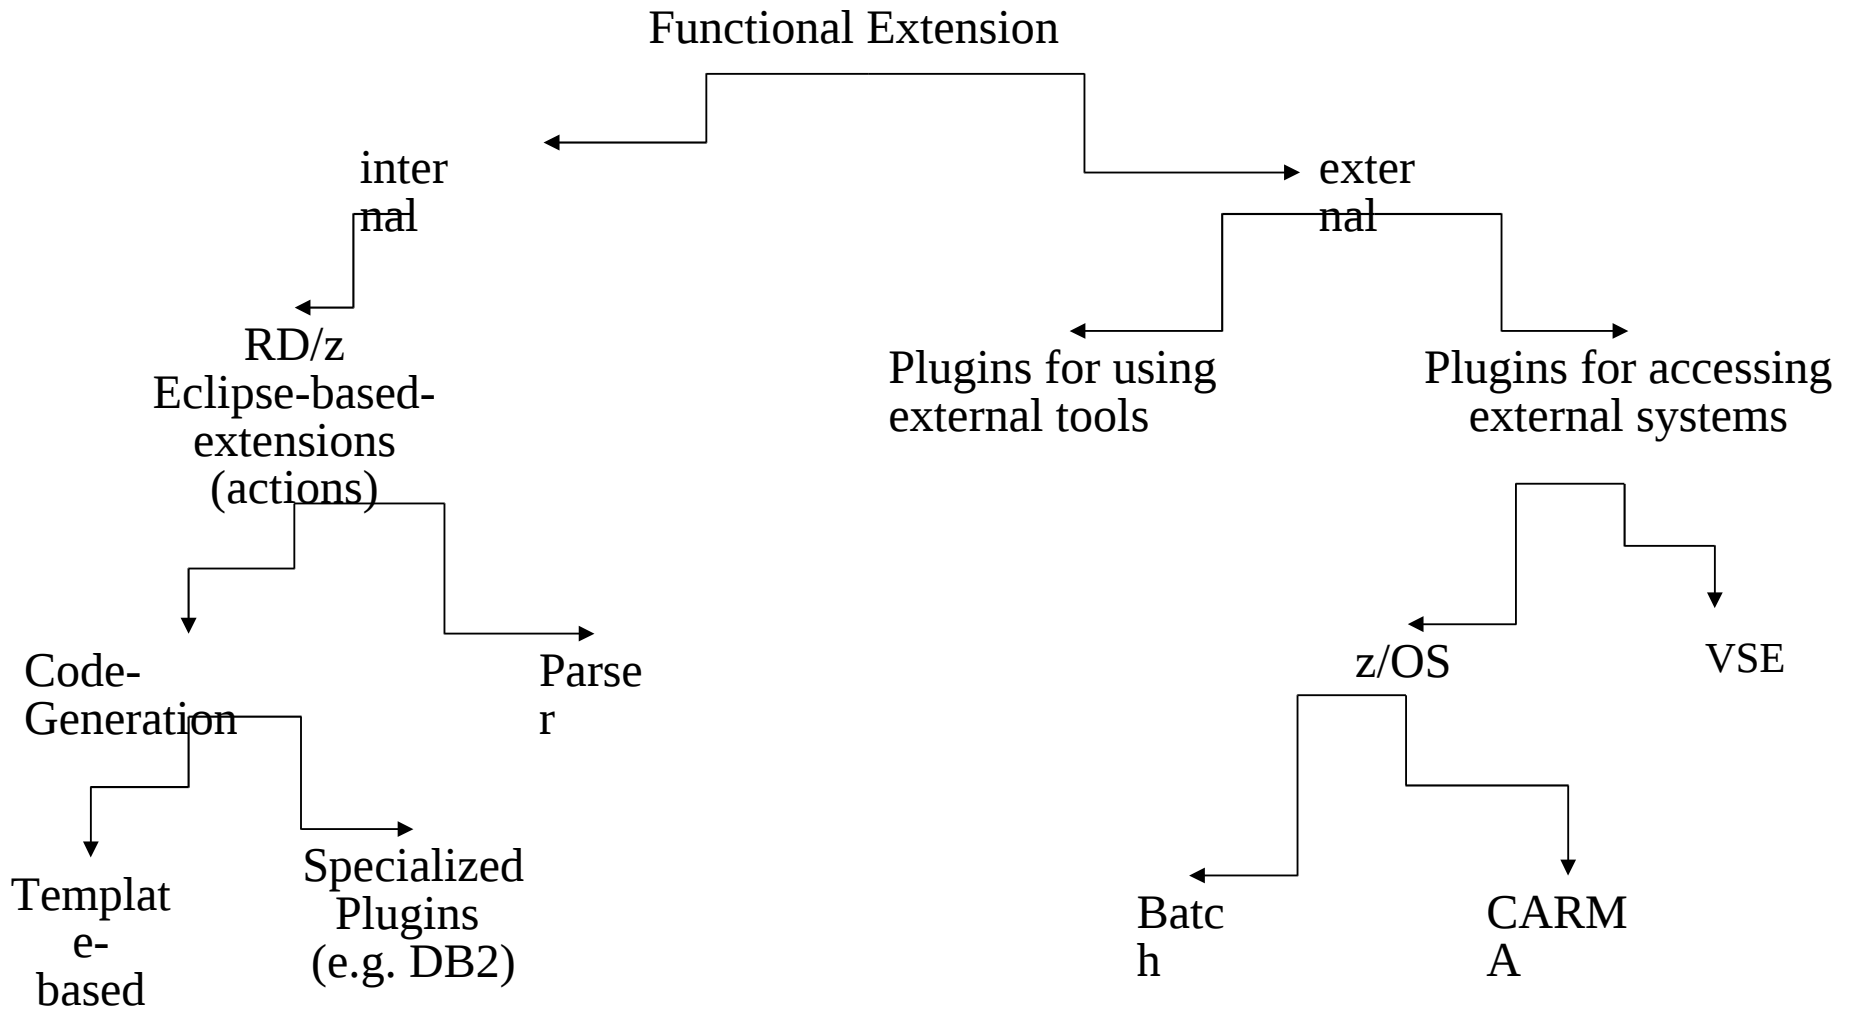 Functional Extension
inter
nal
exter
nal
RD/z
Eclipse-based-
extensions
(actions)
Plugins for using
external tools
Plugins for accessing
external systems
Code-
Generation
Parse
r
z/OS
VSE
Templat
e-
based
Specialized
Plugins
(e.g. DB2)
Batc
h
CARM
A